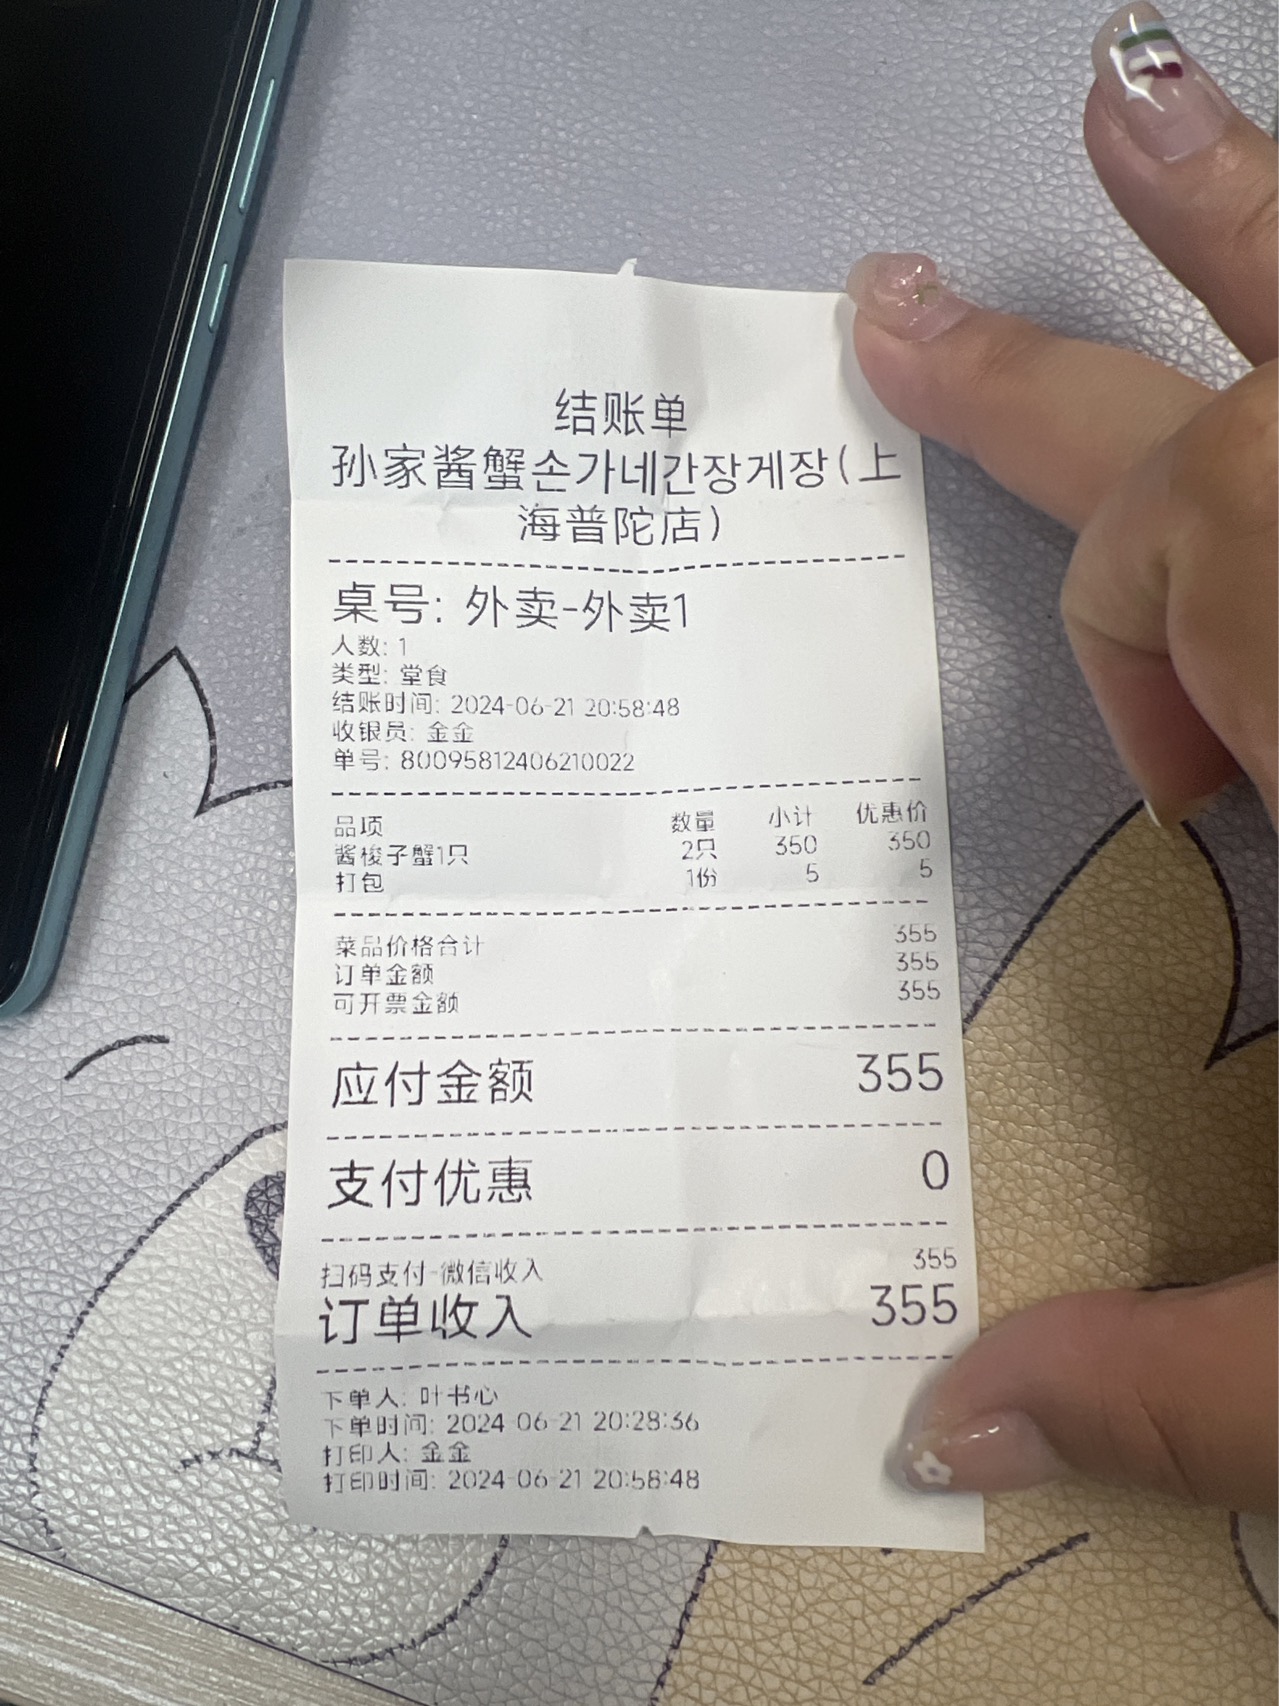 结账单
孙家酱蟹손가네간장게장(上
海普陀店)
桌号: 外卖-外卖1
人数: 1
类型: 堂食
结账时间: 2024-06-21 20:58:48
收银员: 金金
单号: 80095812406210022
品项 数量 小计 优惠价
酱梭子蟹1只 2只 350 350
打包 1份 5 5
菜品价格合计 355
订单金额 355
可开票金额 355
应付金额 355
支付优惠 0
扫码支付-微信收入 355
订单收入 355
下单人: 叶书心
下单时间: 2024-06-21 20:28:36
打印人: 金金
打印时间: 2024-06-21 20:58:48